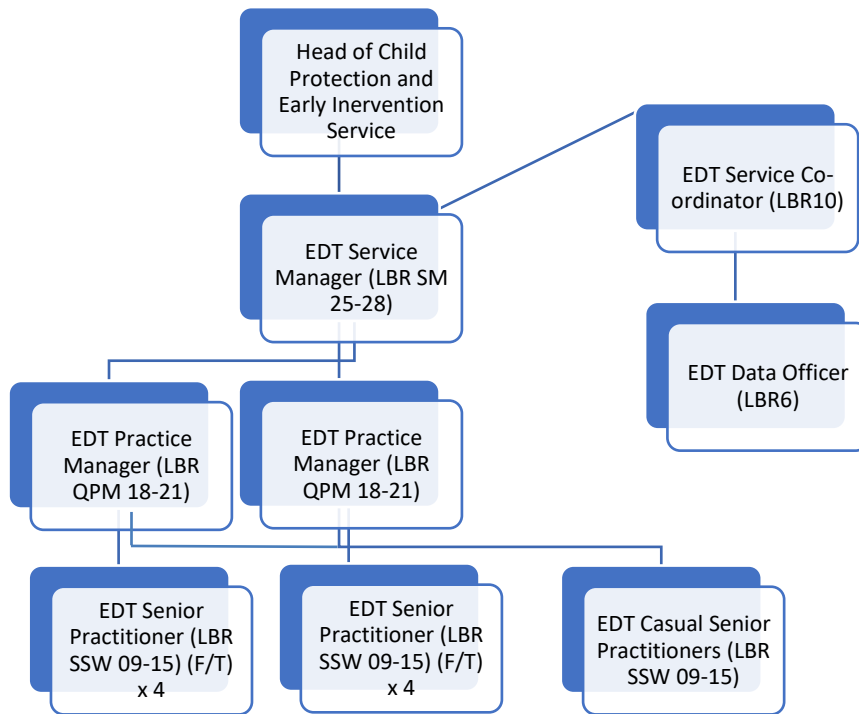 Head of Child
Protection and
Early Inervention
Service
EDT Service Co-
ordinator (LBR10)
EDT Service
Manager (LBR SM
25-28)
EDT Data Officer
(LBR6)
EDT Practice
Manager (LBR
QPM 18-21)
EDT Practice
Manager (LBR
QPM 18-21)
EDT Senior
Practitioner (LBR
SSW 09-15) (F/T)
x 4
EDT Senior
Practitioner (LBR
SSW 09-15) (F/T)
x 4
EDT Casual Senior
Practitioners (LBR
SSW 09-15)